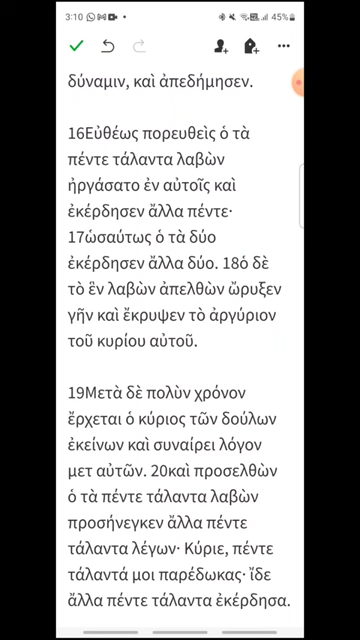 3:10
45%
δύναμιν, καὶ ἀπεδήμησεν.
16Εὐθέως πορευθεὶς ὁ τὰ
πέντε τάλαντα λαβὼν
ἠργάσατο ἐν αὐτοῖς καὶ
ἐκέρδησεν ἄλλα πέντε·
17ὡσαύτως ὁ τὰ δύο
ἐκέρδησεν ἄλλα δύο. 18ὁ δὲ
τὸ ἓν λαβὼν ἀπελθὼν ὤρυξεν
γῆν καὶ ἔκρυψεν τὸ ἀργύριον
τοῦ κυρίου αὐτοῦ.
19Μετὰ δὲ πολὺν χρόνον
ἔρχεται ὁ κύριος τῶν δούλων
ἐκείνων καὶ συναίρει λόγον
μετ αὐτῶν. 20καὶ προσελθὼν
ὁ τὰ πέντε τάλαντα λαβὼν
προσήνεγκεν ἄλλα πέντε
τάλαντα λέγων· Κύριε, πέντε
τάλαντά μοι παρέδωκας· ἴδε
ἄλλα πέντε τάλαντα ἐκέρδησα.